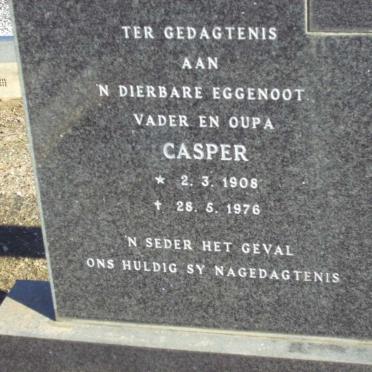 TER GEDAGTENIS
AAN
'N DIERBARE EGGENOOT
VADER EN OUPA
CASPER
* 2. 3. 1908
† 28. 5. 1976
'N SEDER HET GEVAL
ONS HULDIG SY NAGEDAGTENIS